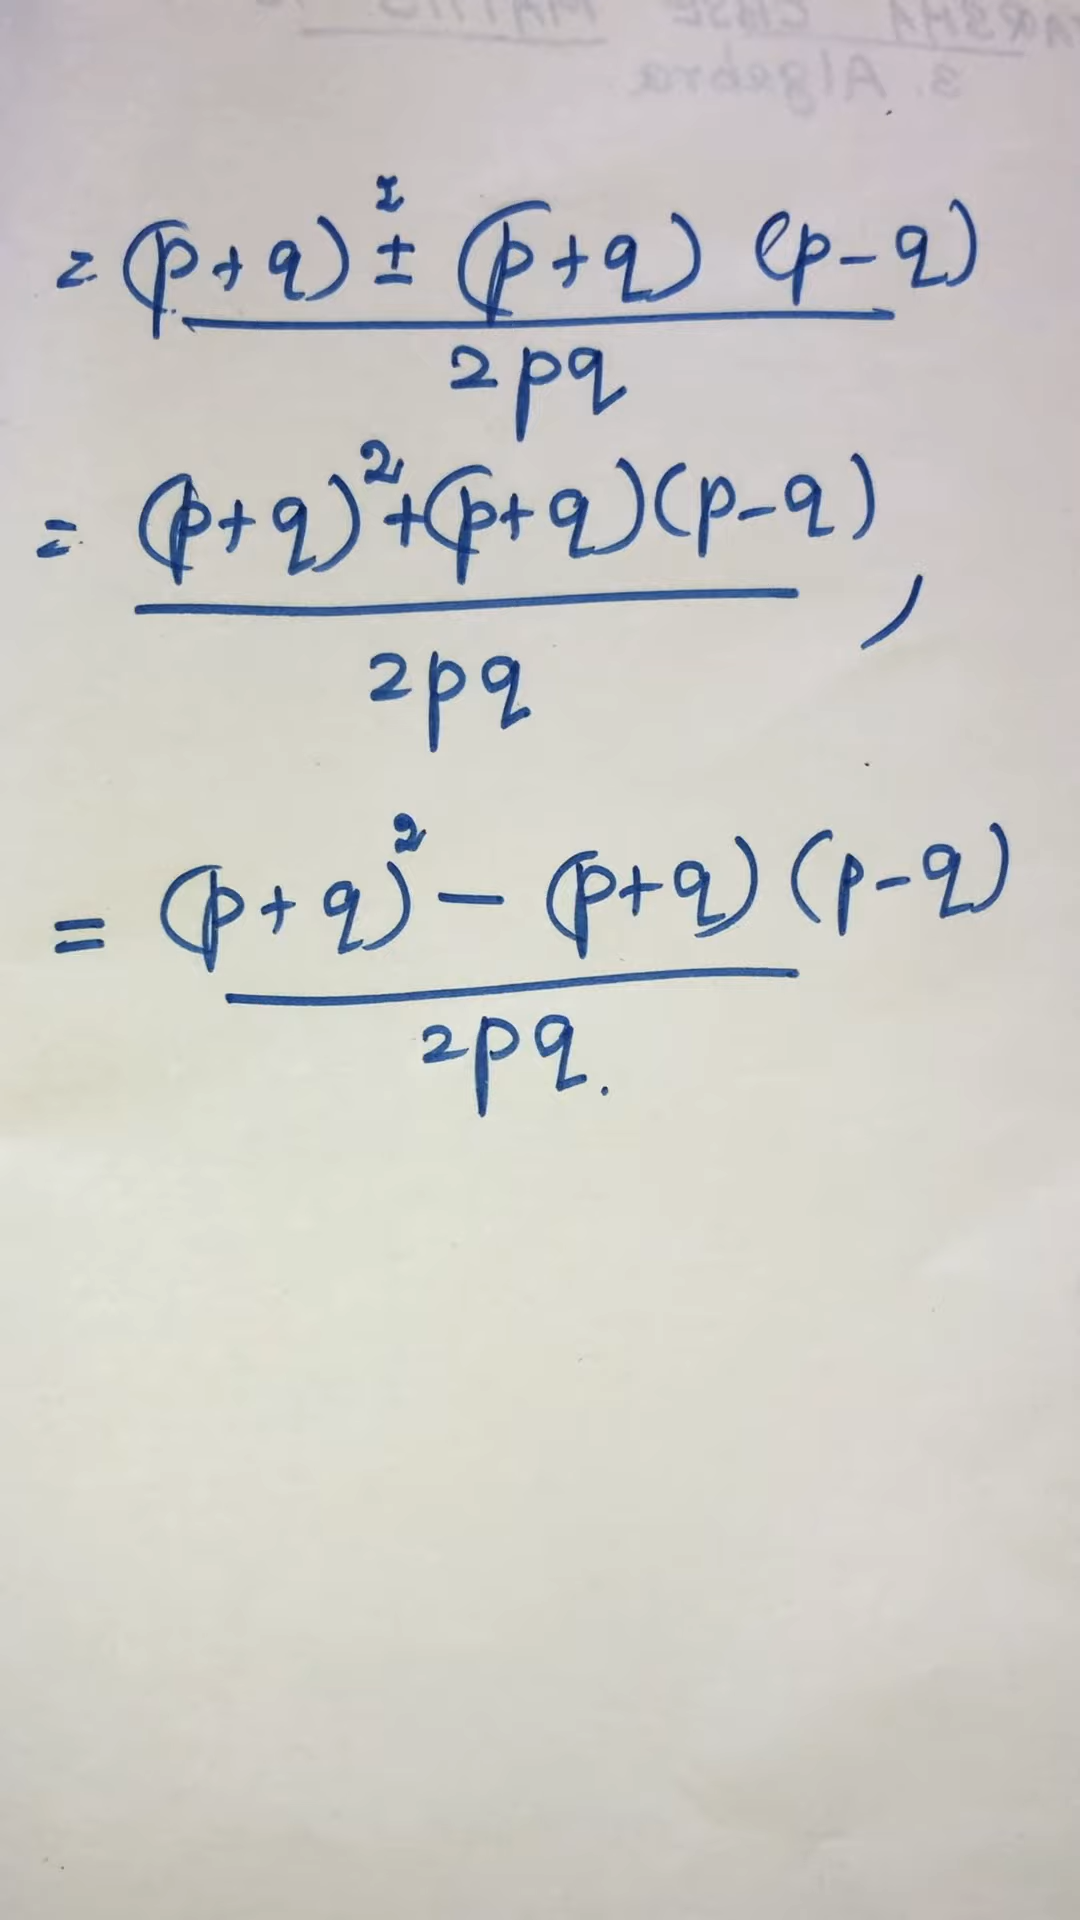 = (p+q)² ± (p+q) (p-q)
2pq
= (p+q)²+(p+q)(p-q) ,
2pq
= (p+q)² - (p+q) (p-q)
2pq.